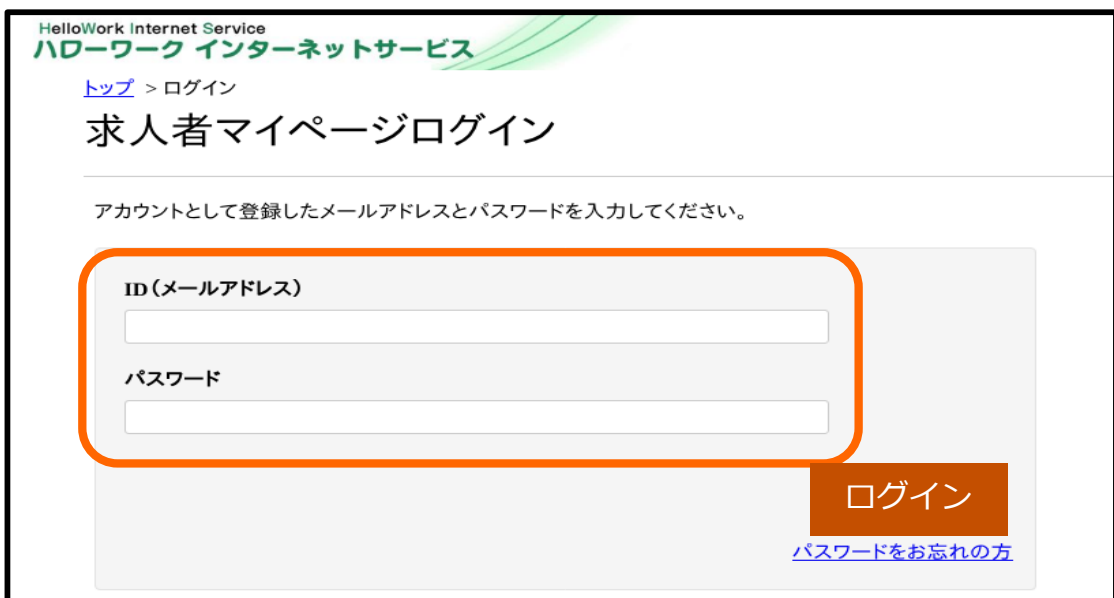 HelloWork Internet Service
ハローワーク インターネットサービス
トップ ＞ログイン
求人者マイページログイン
アカウントとして登録したメールアドレスとパスワードを入力してください。
ID（メールアドレス）
パスワード
ログイン
パスワードをお忘れの方